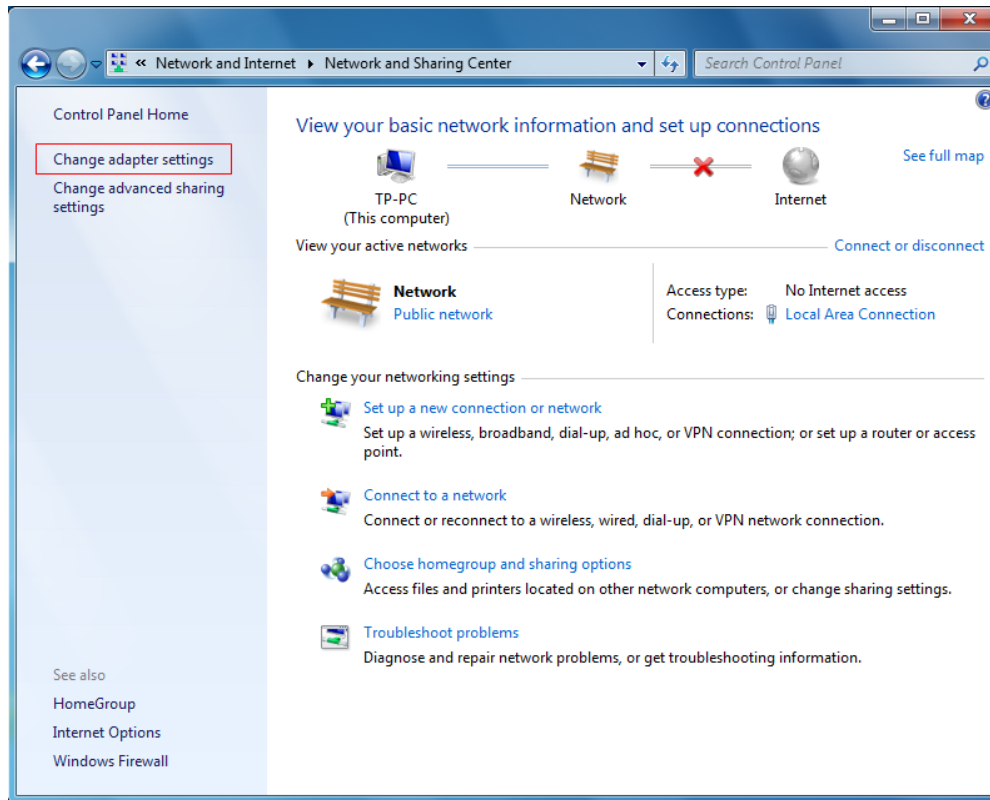 « Network and Internet ▸ Network and Sharing Center
Search Control Panel
Control Panel Home
Change adapter settings
Change advanced sharing
settings
See also
HomeGroup
Internet Options
Windows Firewall
View your basic network information and set up connections
See full map
TP-PC
(This computer)
Network
Internet
View your active networks
Connect or disconnect
Network
Public network
Access type: No Internet access
Connections: Local Area Connection
Change your networking settings
Set up a new connection or network
Set up a wireless, broadband, dial-up, ad hoc, or VPN connection; or set up a router or access
point.
Connect to a network
Connect or reconnect to a wireless, wired, dial-up, or VPN network connection.
Choose homegroup and sharing options
Access files and printers located on other network computers, or change sharing settings.
Troubleshoot problems
Diagnose and repair network problems, or get troubleshooting information.